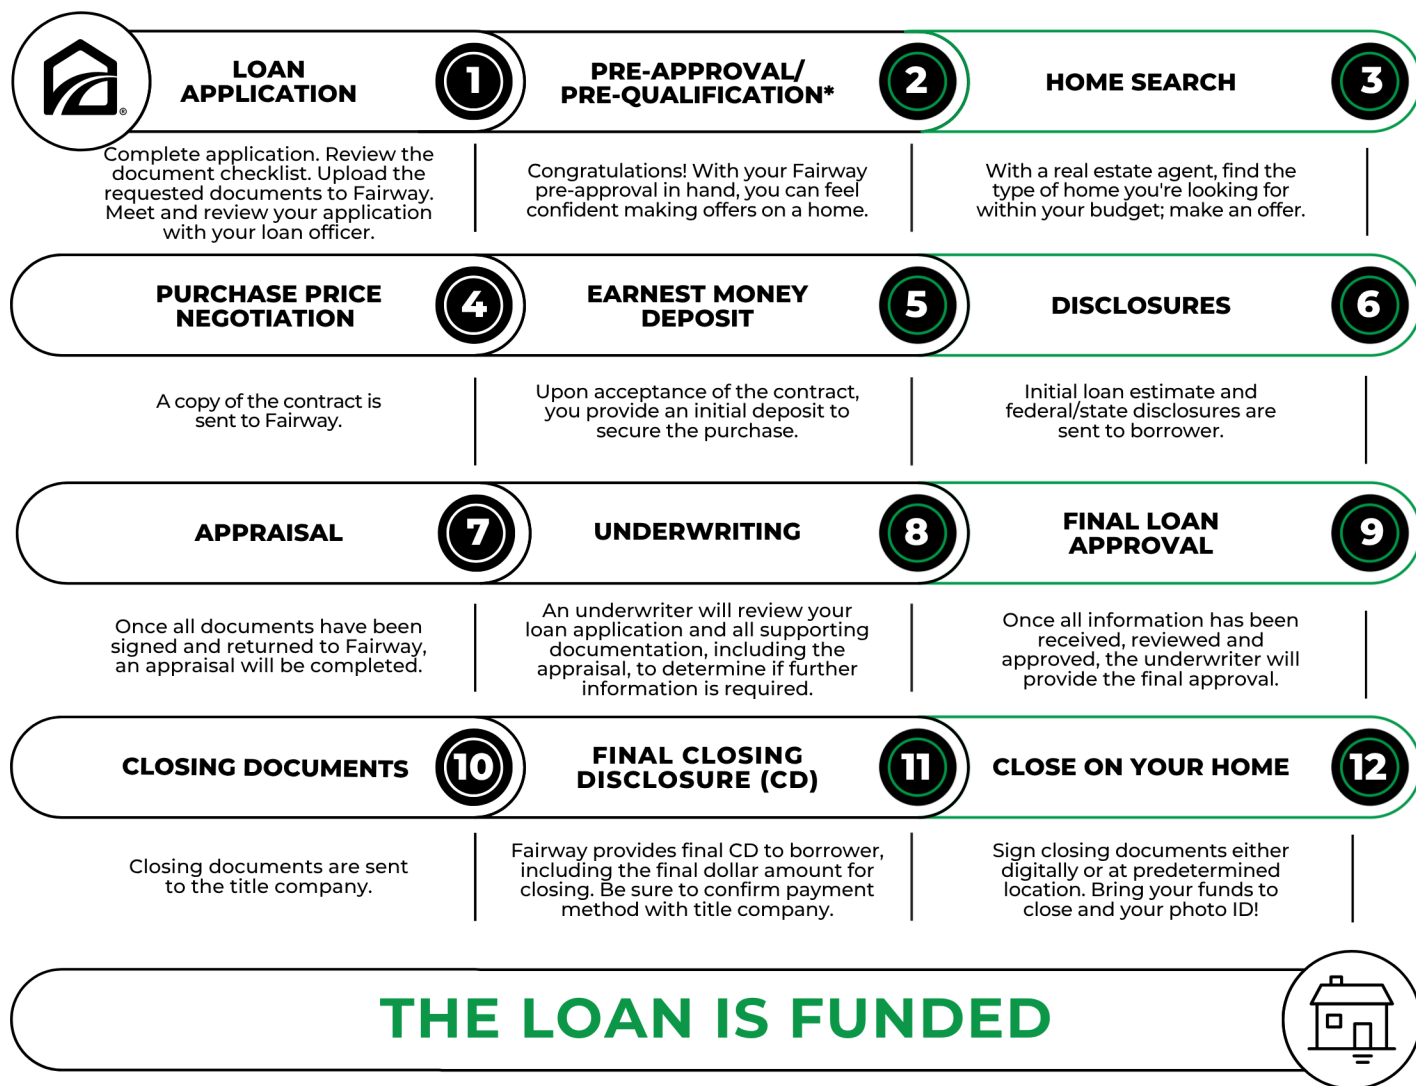 LOAN
APPLICATION
1
Complete application. Review the
document checklist. Upload the
requested documents to Fairway.
Meet and review your application
with your loan officer.
PRE-APPROVAL/
PRE-QUALIFICATION*
2
Congratulations! With your Fairway
pre-approval in hand, you can feel
confident making offers on a home.
HOME SEARCH
3
With a real estate agent, find the
type of home you're looking for
within your budget; make an offer.
PURCHASE PRICE
NEGOTIATION
4
A copy of the contract is
sent to Fairway.
EARNEST MONEY
DEPOSIT
5
Upon acceptance of the contract,
you provide an initial deposit to
secure the purchase.
DISCLOSURES
6
Initial loan estimate and
federal/state disclosures are
sent to borrower.
APPRAISAL
7
Once all documents have been
signed and returned to Fairway,
an appraisal will be completed.
UNDERWRITING
8
An underwriter will review your
loan application and all supporting
documentation, including the
appraisal, to determine if further
information is required.
FINAL LOAN
APPROVAL
9
Once all information has been
received, reviewed and
approved, the underwriter will
provide the final approval.
CLOSING DOCUMENTS
10
Closing documents are sent
to the title company.
FINAL CLOSING
DISCLOSURE (CD)
11
Fairway provides final CD to borrower,
including the final dollar amount for
closing. Be sure to confirm payment
method with title company.
CLOSE ON YOUR HOME
12
Sign closing documents either
digitally or at predetermined
location. Bring your funds to
close and your photo ID!
THE LOAN IS FUNDED
®